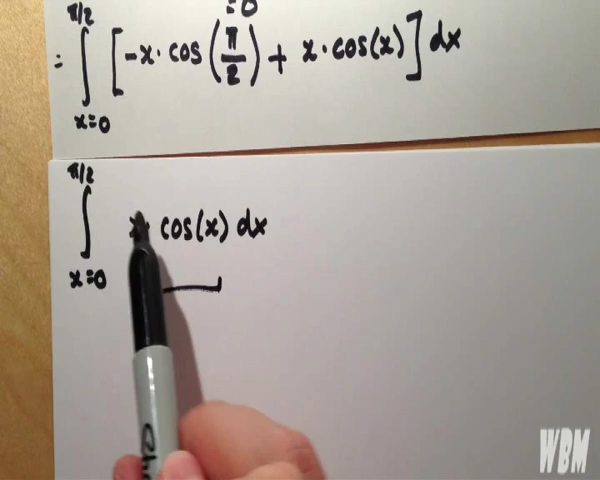 =0
π/2
= ∫ [-x· cos(π/2) + x·cos(x)] dx
x=0
π/2
∫ x· cos(x) dx
x=0
WBM